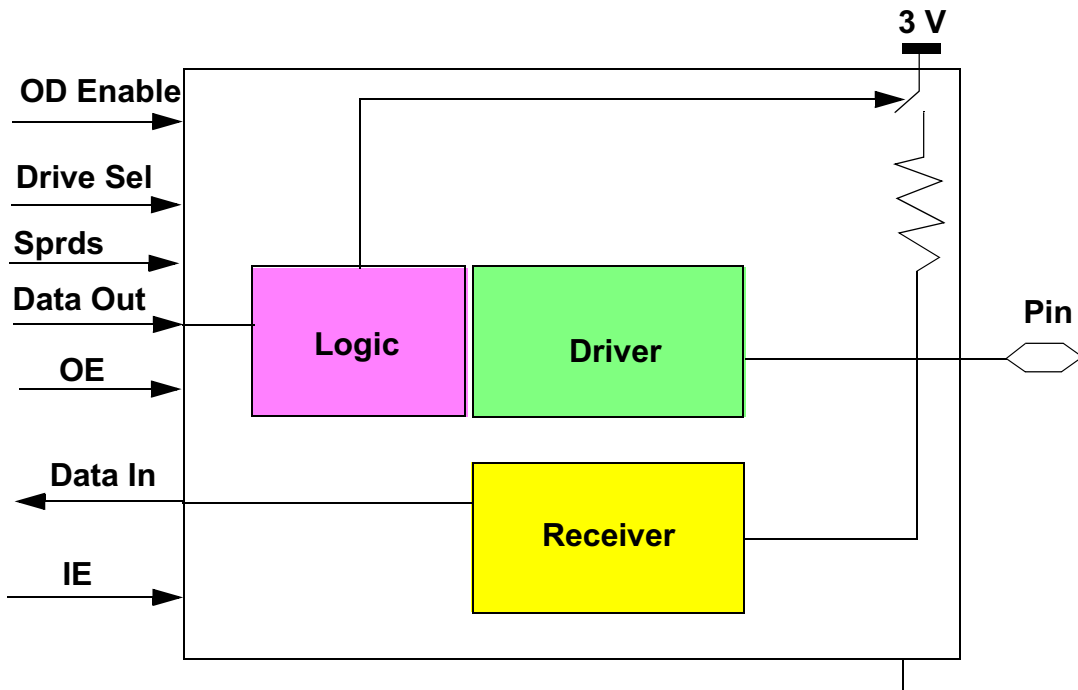 3 V
OD Enable
Drive Sel
Sprds
Data Out
Pin
Logic
Driver
OE
Data In
Receiver
IE